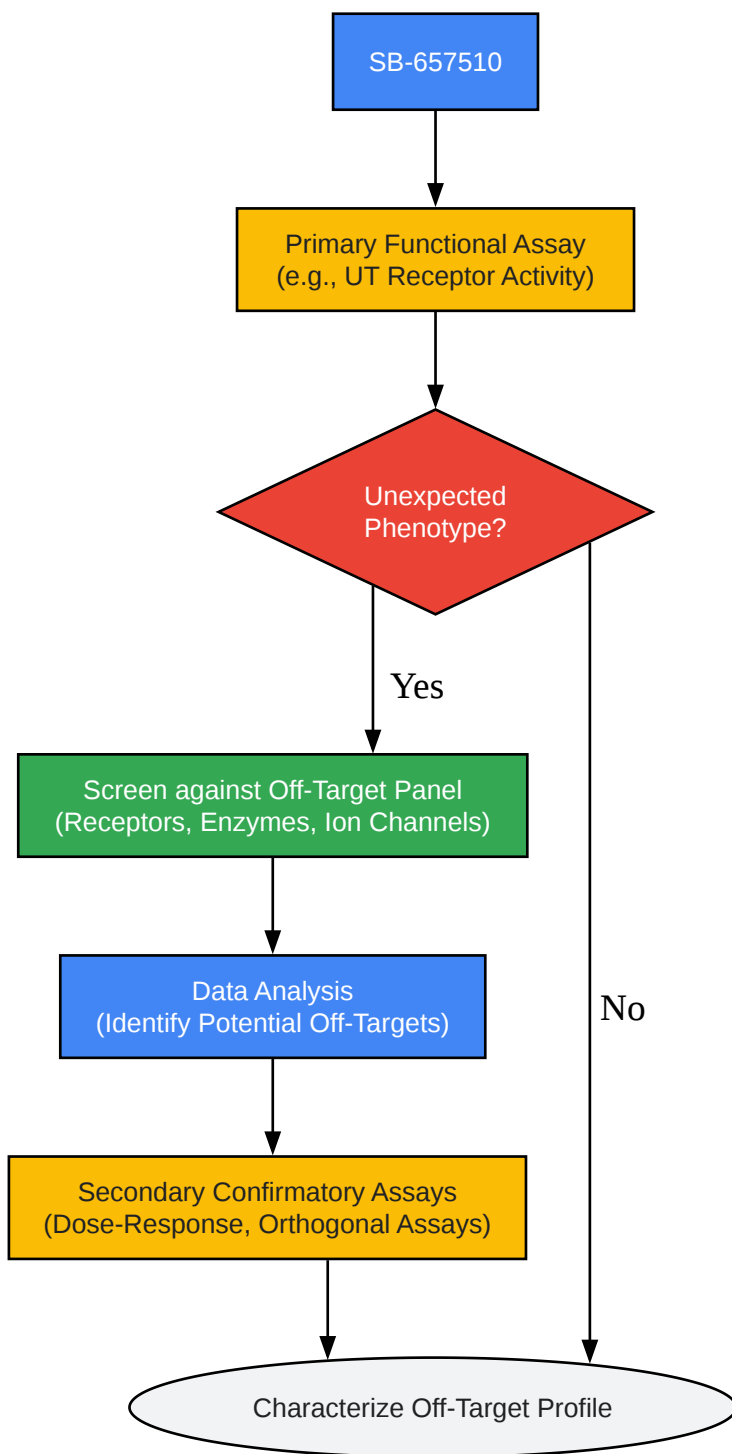 SB-657510
Primary Functional Assay
(e.g., UT Receptor Activity)
Unexpected
Phenotype?
Yes
Screen against Off-Target Panel
(Receptors, Enzymes, Ion Channels)
Data Analysis
(Identify Potential Off-Targets)
No
Secondary Confirmatory Assays
(Dose-Response, Orthogonal Assays)
Characterize Off-Target Profile